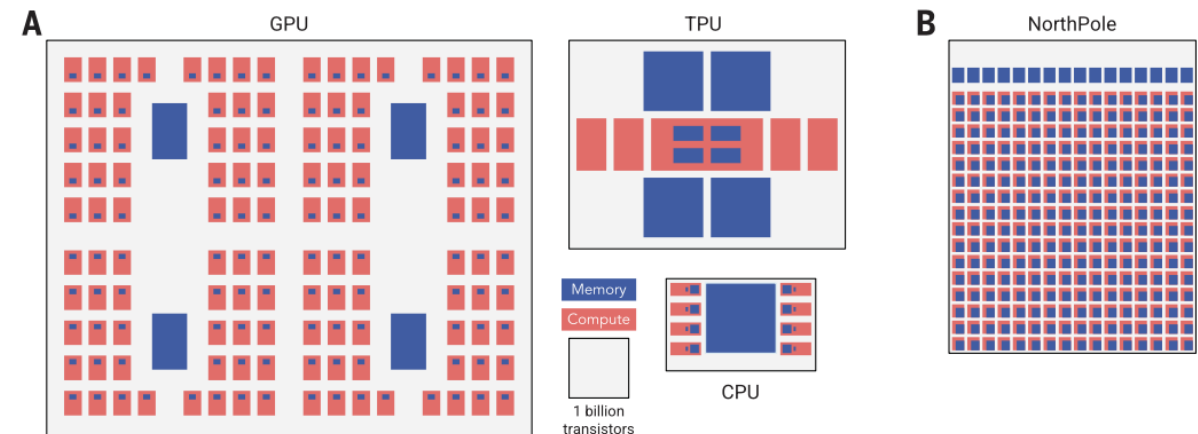 A
GPU
TPU
B
NorthPole
Memory
Compute
1 billion
transistors
CPU